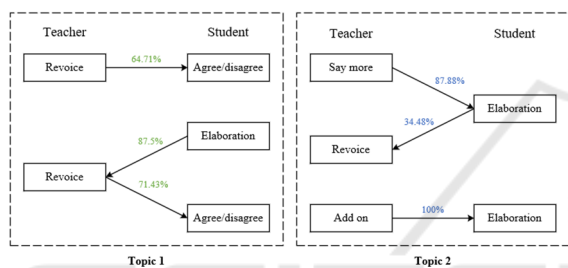 Teacher
Student
Revoice
64.71%
Agree/disagree
Elaboration
87.5%
Revoice
71.43%
Agree/disagree
Topic 1
Teacher
Student
Say more
87.88%
Elaboration
34.48%
Revoice
Add on
100%
Elaboration
Topic 2